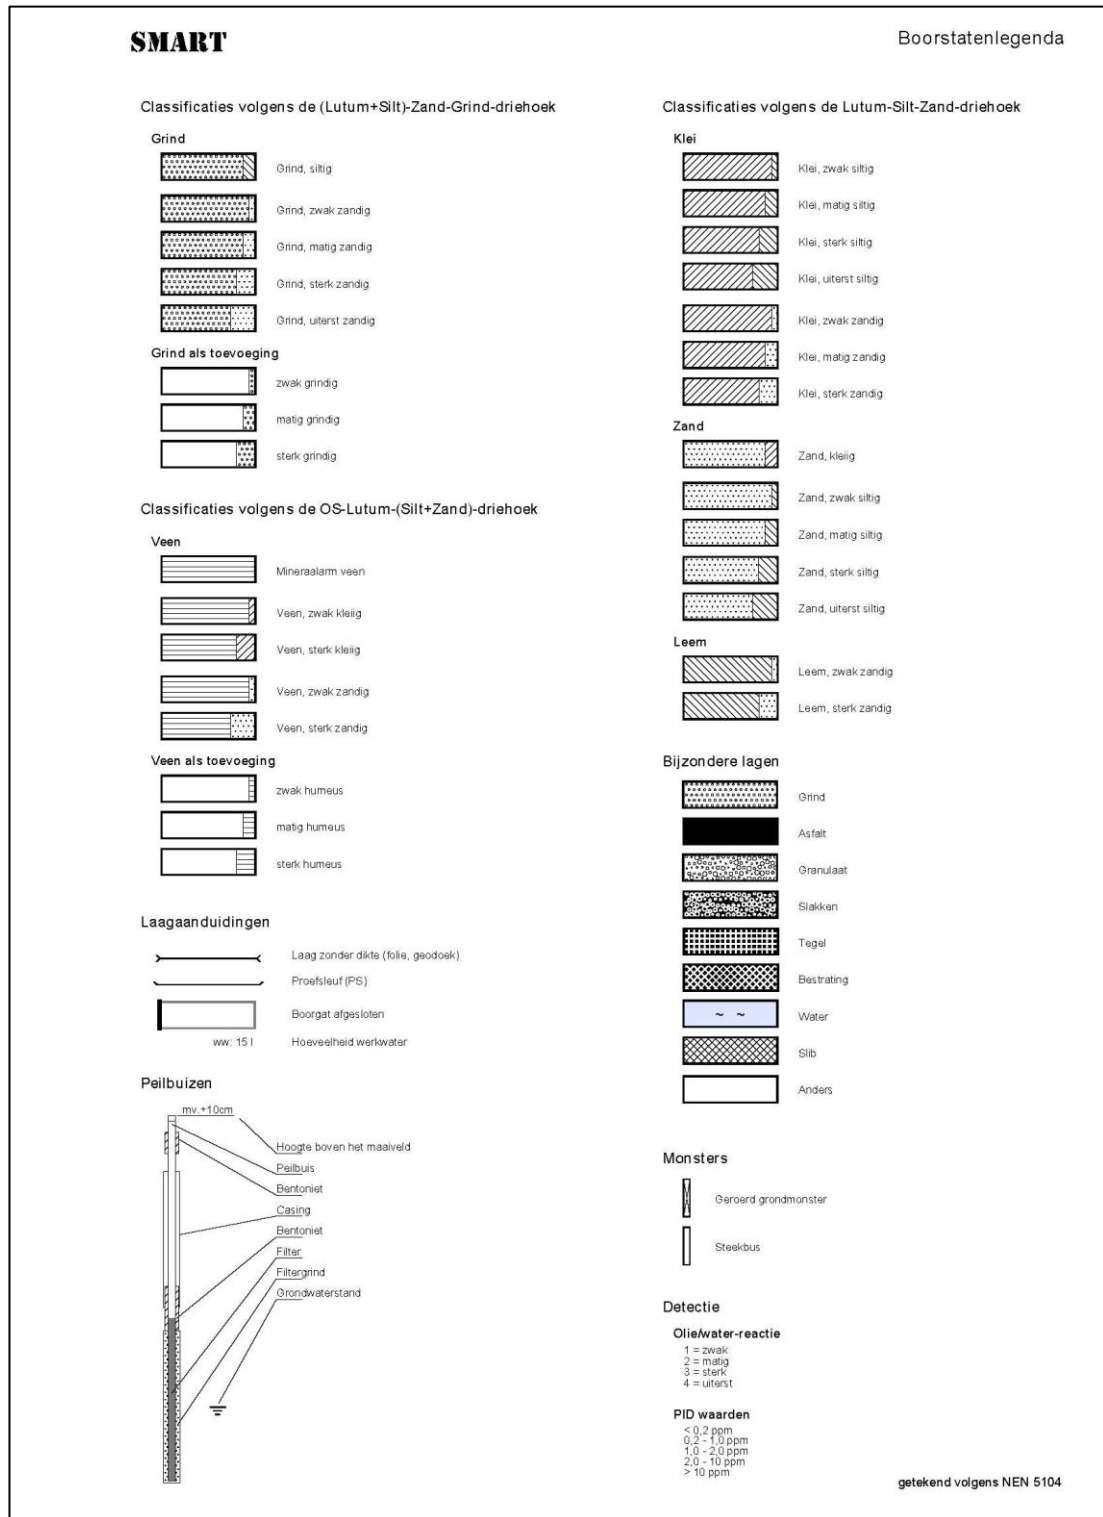 SMART
Boorstatenlegenda
Classificaties volgens de (Lutum+Silt)-Zand-Grind-driehoek
Grind
Grind, siltig
Grind, zwak zandig
Grind, matig zandig
Grind, sterk zandig
Grind, uiterst zandig
Grind als toevoeging
zwak grindig
matig grindig
sterk grindig
Classificaties volgens de OS-Lutum-(Silt+Zand)-driehoek
Veen
Mineraalarm veen
Veen, zwak kleiig
Veen, sterk kleiig
Veen, zwak zandig
Veen, sterk zandig
Veen als toevoeging
zwak humeus
matig humeus
sterk humeus
Laagaanduidingen
Laag zonder dikte (folie, geodoek)
Proefsleuf (PS)
Boorgat afgesloten
ww: 15 l Hoeveelheid werkwater
Peilbuizen
mv.+10cm
Hoogte boven het maaiveld
Peilbuis
Bentoniet
Casing
Bentoniet
Filter
Filtergrind
Grondwaterstand
Classificaties volgens de Lutum-Silt-Zand-driehoek
Klei
Klei, zwak siltig
Klei, matig siltig
Klei, sterk siltig
Klei, uiterst siltig
Klei, zwak zandig
Klei, matig zandig
Klei, sterk zandig
Zand
Zand, kleiig
Zand, zwak siltig
Zand, matig siltig
Zand, sterk siltig
Zand, uiterst siltig
Leem
Leem, zwak zandig
Leem, sterk zandig
Bijzondere lagen
Grind
Asfalt
Granulaat
Slakken
Tegel
Bestrating
~ ~ Water
Slib
Anders
Monsters
Geroerd grondmonster
Steekbus
Detectie
Olie/water-reactie
1 = zwak
2 = matig
3 = sterk
4 = uiterst
PID waarden
< 0,2 ppm
0,2 - 1,0 ppm
1,0 - 2,0 ppm
2,0 - 10 ppm
> 10 ppm
getekend volgens NEN 5104